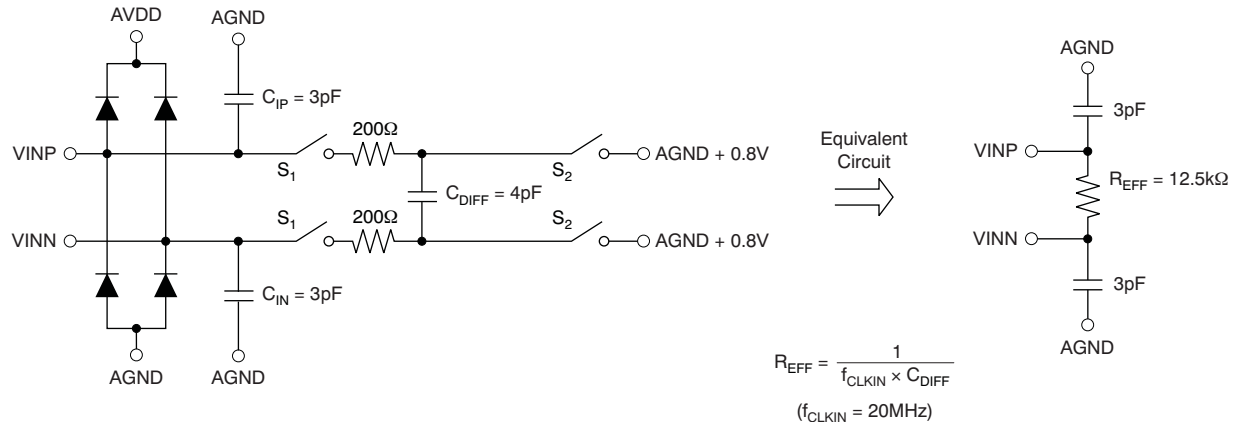 AVDD
AGND
C_IP = 3pF
200Ω
VINP
S_1
S_2
AGND + 0.8V
C_DIFF = 4pF
200Ω
VINN
S_1
S_2
AGND + 0.8V
C_IN = 3pF
AGND
AGND
Equivalent
Circuit
AGND
3pF
VINP
R_EFF = 12.5kΩ
VINN
3pF
AGND
R_EFF = 1 / (f_CLKIN × C_DIFF)
(f_CLKIN = 20MHz)